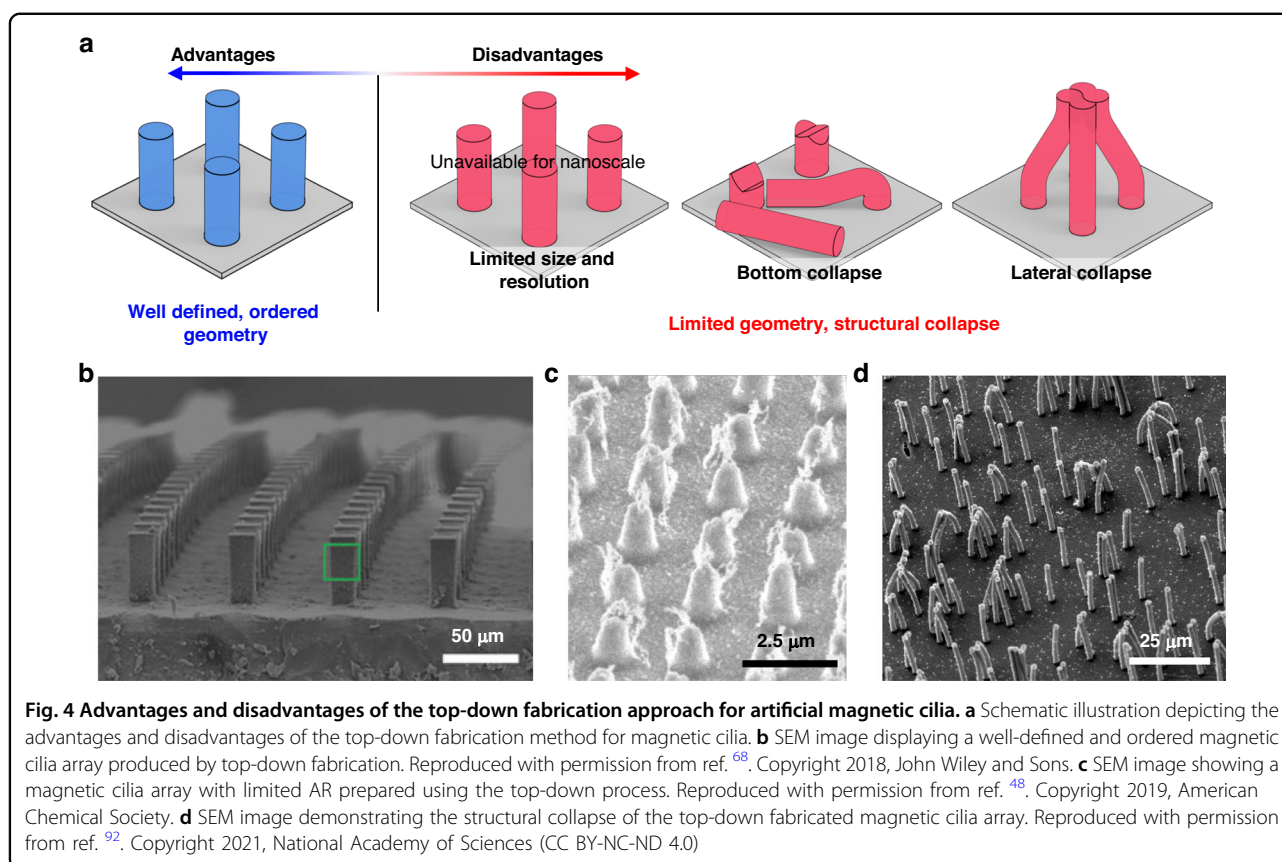 a
Advantages
Disadvantages
Unavailable for nanoscale
Limited size and
resolution
Bottom collapse
Lateral collapse
Well defined, ordered
geometry
Limited geometry, structural collapse
b
50 μm
c
2.5 μm
d
25 μm
Fig. 4 Advantages and disadvantages of the top-down fabrication approach for artificial magnetic cilia. a Schematic illustration depicting the
advantages and disadvantages of the top-down fabrication method for magnetic cilia. b SEM image displaying a well-defined and ordered magnetic
cilia array produced by top-down fabrication. Reproduced with permission from ref. 68. Copyright 2018, John Wiley and Sons. c SEM image showing a
magnetic cilia array with limited AR prepared using the top-down process. Reproduced with permission from ref. 48. Copyright 2019, American
Chemical Society. d SEM image demonstrating the structural collapse of the top-down fabricated magnetic cilia array. Reproduced with permission
from ref. 92. Copyright 2021, National Academy of Sciences (CC BY-NC-ND 4.0)